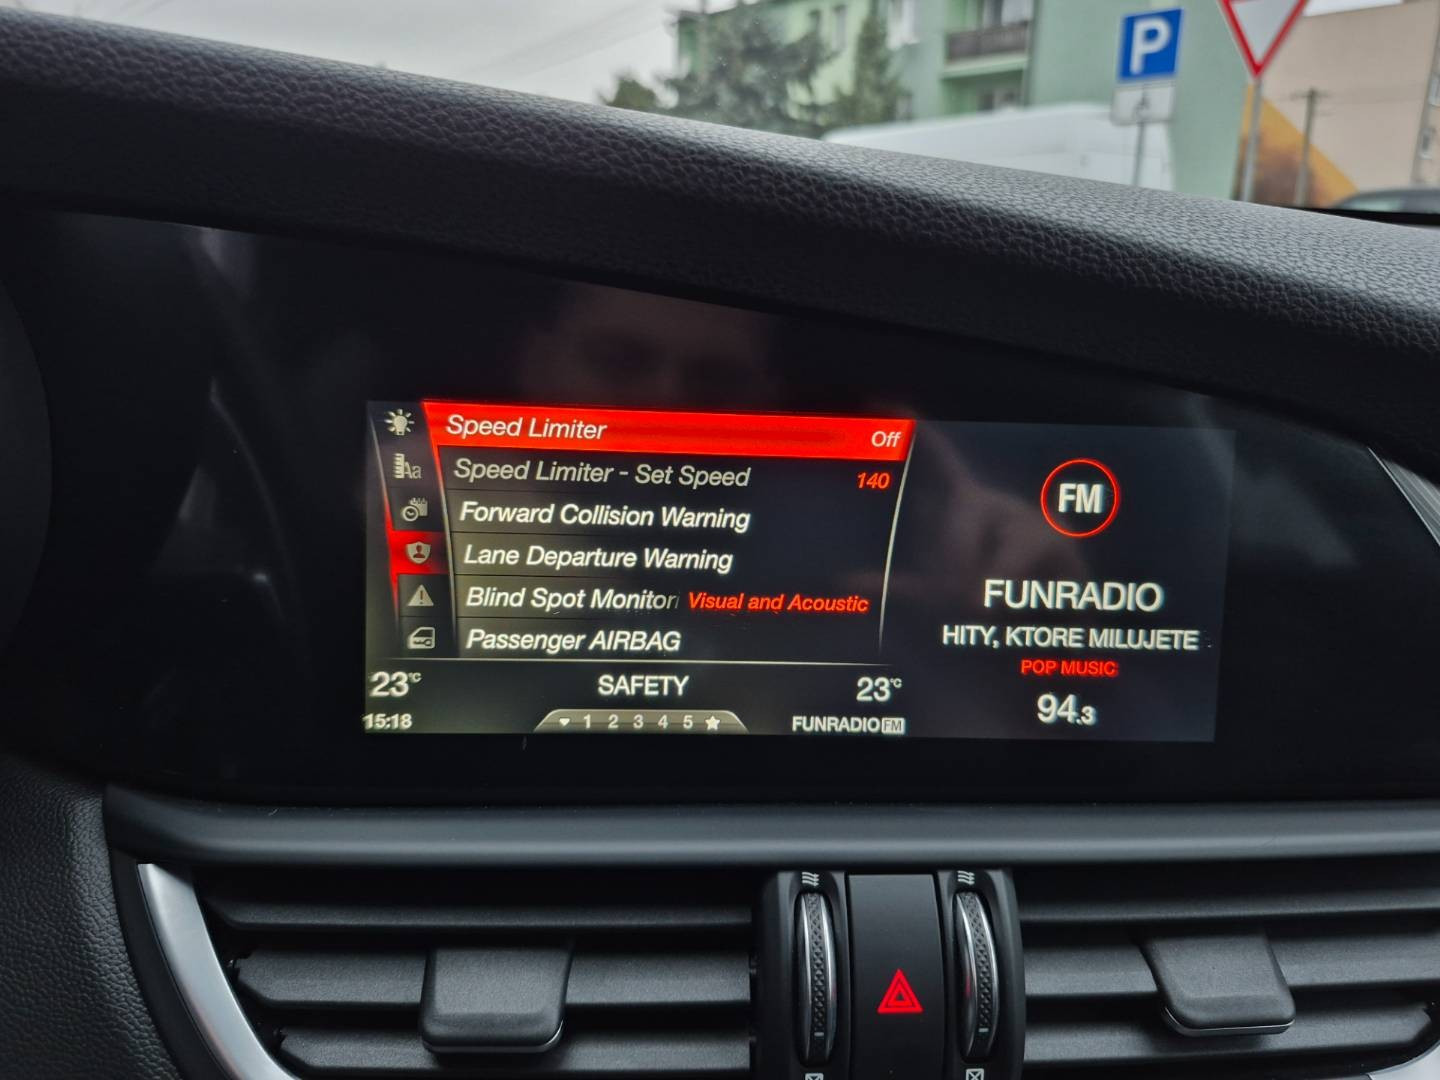 P
Speed Limiter Off
Aa
Speed Limiter - Set Speed 140
Forward Collision Warning
Lane Departure Warning
Blind Spot Monitor Visual and Acoustic
Passenger AIRBAG
23°C SAFETY 23°C
15:18 1 2 3 4 5 FUNRADIO FM
FM
FUNRADIO
HITY, KTORE MILUJETE
POP MUSIC
94.3